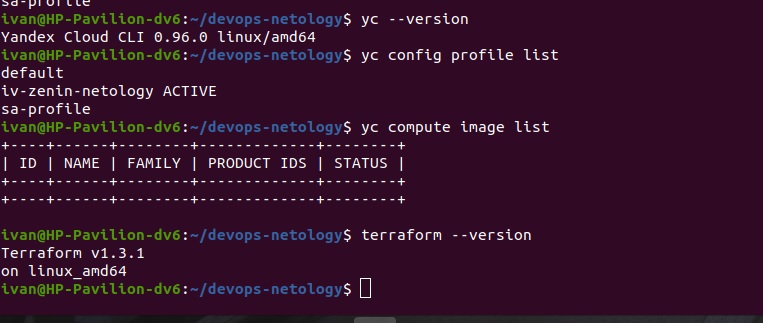 sa-profile
ivan@HP-Pavilion-dv6:~/devops-netology$ yc --version
Yandex Cloud CLI 0.96.0 linux/amd64
ivan@HP-Pavilion-dv6:~/devops-netology$ yc config profile list
default
iv-zenin-netology ACTIVE
sa-profile
ivan@HP-Pavilion-dv6:~/devops-netology$ yc compute image list
+----+------+--------+-------------+--------+
| ID | NAME | FAMILY | PRODUCT IDS | STATUS |
+----+------+--------+-------------+--------+
+----+------+--------+-------------+--------+
ivan@HP-Pavilion-dv6:~/devops-netology$ terraform --version
Terraform v1.3.1
on linux_amd64
ivan@HP-Pavilion-dv6:~/devops-netology$